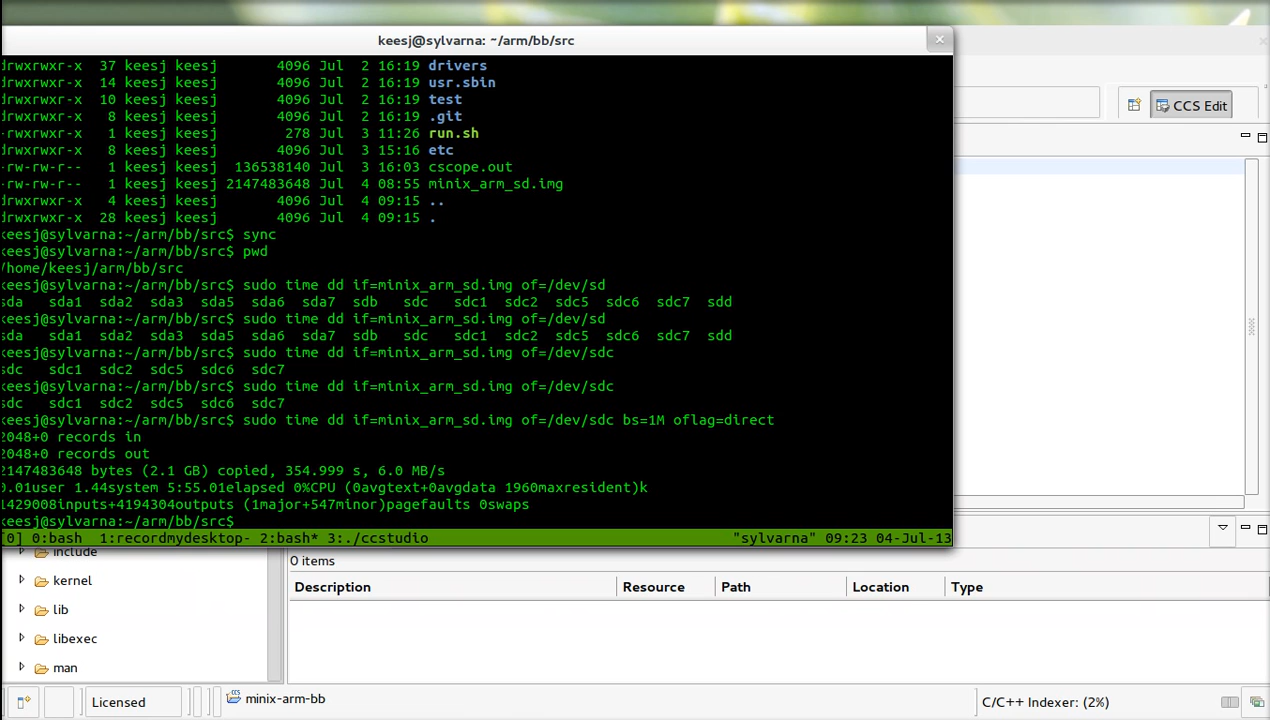 keesj@sylvarna: ~/arm/bb/src
drwxrwxr-x  37 keesj keesj       4096 Jul  2 16:19 drivers
drwxrwxr-x  14 keesj keesj       4096 Jul  2 16:19 usr.sbin
drwxrwxr-x  10 keesj keesj       4096 Jul  2 16:19 test
drwxrwxr-x   8 keesj keesj       4096 Jul  2 16:19 .git
-rwxrwxr-x   1 keesj keesj        278 Jul  3 11:26 run.sh
drwxrwxr-x   8 keesj keesj       4096 Jul  3 15:16 etc
-rw-rw-r--   1 keesj keesj  136538140 Jul  3 16:03 cscope.out
-rw-rw-r--   1 keesj keesj 2147483648 Jul  4 08:55 minix_arm_sd.img
drwxrwxr-x   4 keesj keesj       4096 Jul  4 09:15 ..
drwxrwxr-x  28 keesj keesj       4096 Jul  4 09:15 .
keesj@sylvarna:~/arm/bb/src$ sync
keesj@sylvarna:~/arm/bb/src$ pwd
/home/keesj/arm/bb/src
keesj@sylvarna:~/arm/bb/src$ sudo time dd if=minix_arm_sd.img of=/dev/sd
sda   sda1  sda2  sda3  sda5  sda6  sda7  sdb   sdc   sdc1  sdc2  sdc5  sdc6  sdc7  sdd
keesj@sylvarna:~/arm/bb/src$ sudo time dd if=minix_arm_sd.img of=/dev/sd
sda   sda1  sda2  sda3  sda5  sda6  sda7  sdb   sdc   sdc1  sdc2  sdc5  sdc6  sdc7  sdd
keesj@sylvarna:~/arm/bb/src$ sudo time dd if=minix_arm_sd.img of=/dev/sdc
sdc   sdc1  sdc2  sdc5  sdc6  sdc7
keesj@sylvarna:~/arm/bb/src$ sudo time dd if=minix_arm_sd.img of=/dev/sdc
sdc   sdc1  sdc2  sdc5  sdc6  sdc7
keesj@sylvarna:~/arm/bb/src$ sudo time dd if=minix_arm_sd.img of=/dev/sdc bs=1M oflag=direct
2048+0 records in
2048+0 records out
2147483648 bytes (2.1 GB) copied, 354.999 s, 6.0 MB/s
0.01user 1.44system 5:55.01elapsed 0%CPU (0avgtext+0avgdata 1960maxresident)k
1429008inputs+4194304outputs (1major+547minor)pagefaults 0swaps
keesj@sylvarna:~/arm/bb/src$
[0] 0:bash  1:recordmydesktop- 2:bash* 3:./ccstudio "sylvarna" 09:23 04-Jul-13
CCS Edit
include
kernel
lib
libexec
man
0 items
Description Resource Path Location Type
Licensed
minix-arm-bb
C/C++ Indexer: (2%)